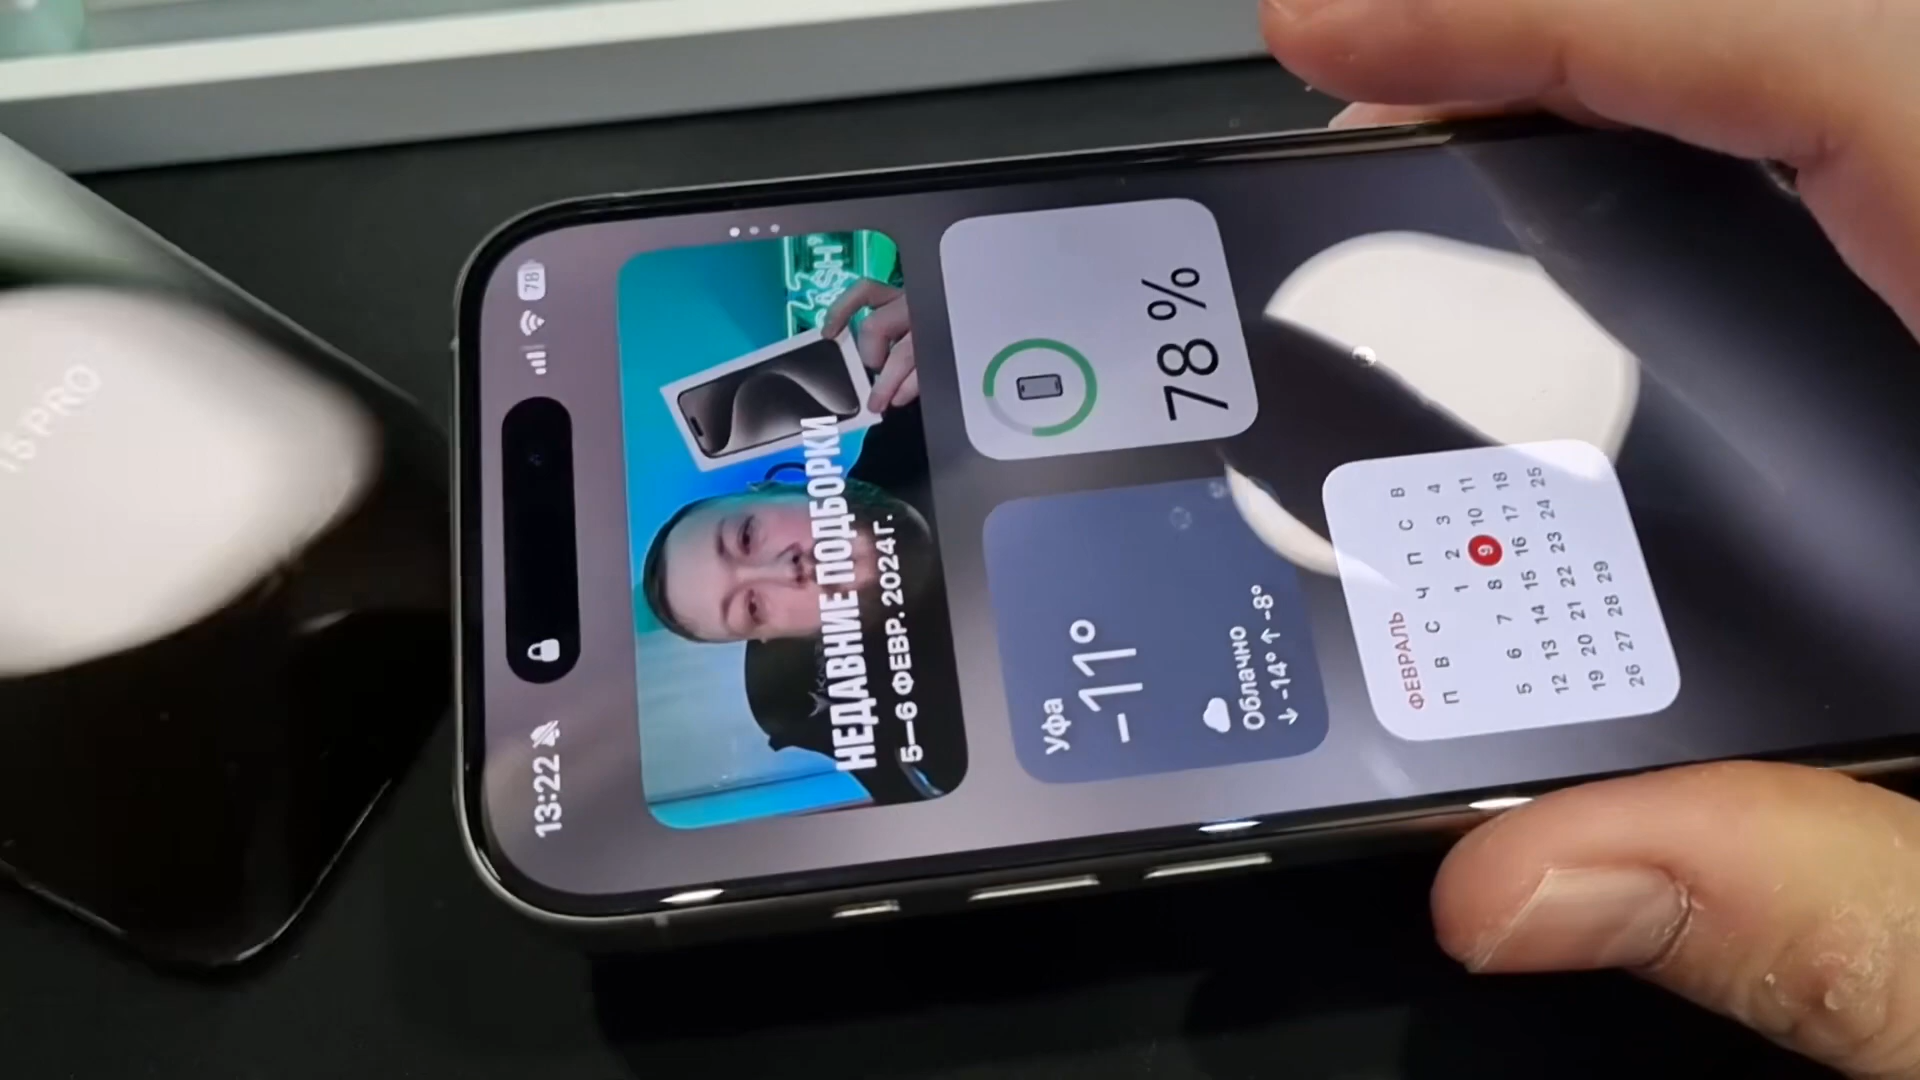 13:22
78
НЕДАВНИЕ ПОДБОРКИ
5—6 ФЕВР. 2024 Г.
Уфа
-11°
Облачно
↓ -14° ↑ -8°
78 %
ФЕВРАЛЬ
П В С Ч П С В
1 2 3 4
5 6 7 8 9 10 11
12 13 14 15 16 17 18
19 20 21 22 23 24 25
26 27 28 29
15 PRO